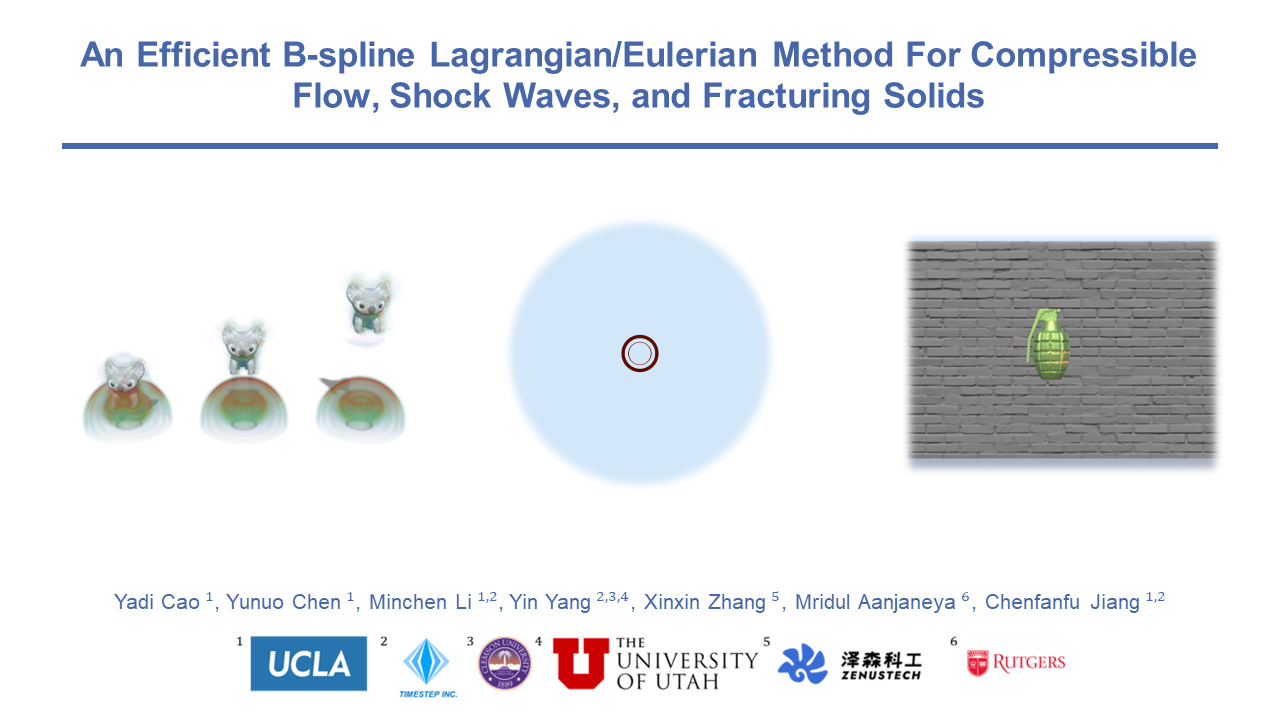 An Efficient B-spline Lagrangian/Eulerian Method For Compressible
Flow, Shock Waves, and Fracturing Solids
Yadi Cao ¹, Yunuo Chen ¹, Minchen Li ¹˒², Yin Yang ²˒³˒⁴, Xinxin Zhang ⁵, Mridul Aanjaneya ⁶, Chenfanfu Jiang ¹˒²
1 UCLA
2 TIMESTEP INC.
3 CLEMSON UNIVERSITY 1889
4 U THE UNIVERSITY OF UTAH
5 泽森科工 ZENUSTECH
6 RUTGERS